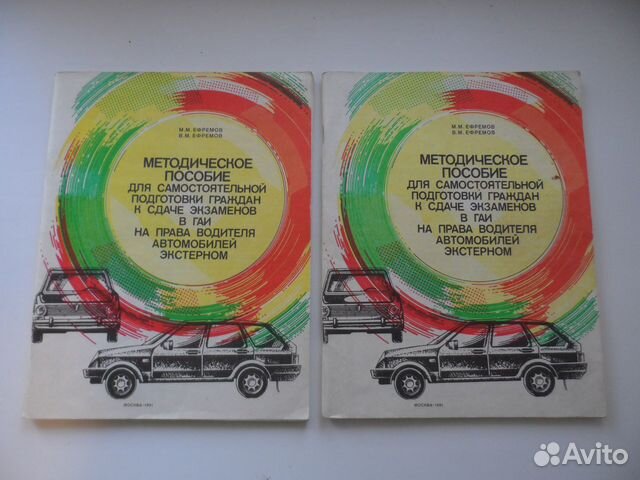 М.М. ЕФРЕМОВ
В.М. ЕФРЕМОВ
МЕТОДИЧЕСКОЕ
ПОСОБИЕ
ДЛЯ САМОСТОЯТЕЛЬНОЙ
ПОДГОТОВКИ ГРАЖДАН
К СДАЧЕ ЭКЗАМЕНОВ
В ГАИ
НА ПРАВА ВОДИТЕЛЯ
АВТОМОБИЛЕЙ
ЭКСТЕРНОМ
МОСКВА-1991
М.М. ЕФРЕМОВ
В.М. ЕФРЕМОВ
МЕТОДИЧЕСКОЕ
ПОСОБИЕ
ДЛЯ САМОСТОЯТЕЛЬНОЙ
ПОДГОТОВКИ ГРАЖДАН
К СДАЧЕ ЭКЗАМЕНОВ
В ГАИ
НА ПРАВА ВОДИТЕЛЯ
АВТОМОБИЛЕЙ
ЭКСТЕРНОМ
МОСКВА-1991
Avito